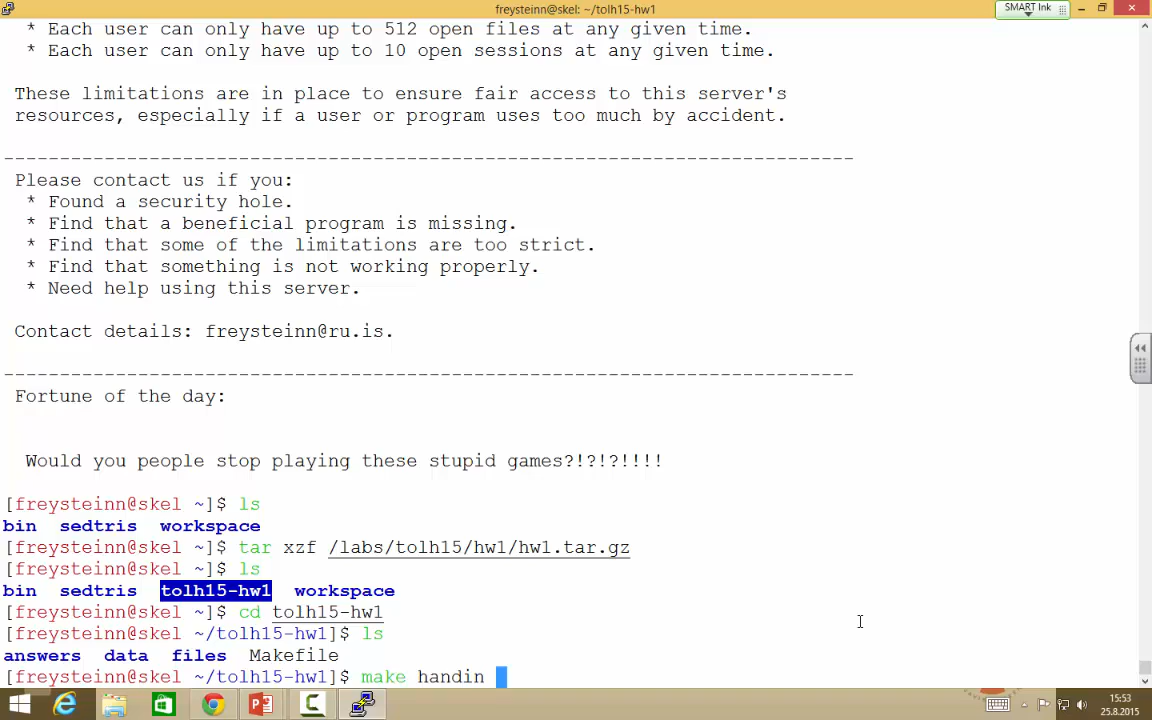 freysteinn@skel: ~/tolh15-hw1
SMART Ink
* Each user can only have up to 512 open files at any given time.
* Each user can only have up to 10 open sessions at any given time.
These limitations are in place to ensure fair access to this server's
resources, especially if a user or program uses too much by accident.
----------------------------------------------------------------------------
Please contact us if you:
* Found a security hole.
* Find that a beneficial program is missing.
* Find that some of the limitations are too strict.
* Find that something is not working properly.
* Need help using this server.
Contact details: freysteinn@ru.is.
----------------------------------------------------------------------------
Fortune of the day:
Would you people stop playing these stupid games?!?!?!!!!
[freysteinn@skel ~]$ ls
bin sedtris workspace
[freysteinn@skel ~]$ tar xzf /labs/tolh15/hw1/hw1.tar.gz
[freysteinn@skel ~]$ ls
bin sedtris tolh15-hw1 workspace
[freysteinn@skel ~]$ cd tolh15-hw1
[freysteinn@skel ~/tolh15-hw1]$ ls
answers data files Makefile
[freysteinn@skel ~/tolh15-hw1]$ make handin
15:53
25.8.2015